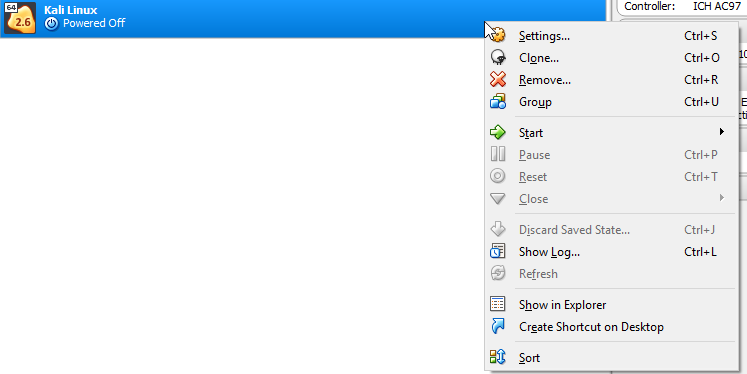 64
2.6
Kali Linux
Powered Off
Controller: ICH AC97
Settings... Ctrl+S
Clone... Ctrl+O
Remove... Ctrl+R
Group Ctrl+U
Start
Pause Ctrl+P
Reset Ctrl+T
Close
Discard Saved State... Ctrl+J
Show Log... Ctrl+L
Refresh
Show in Explorer
Create Shortcut on Desktop
Sort